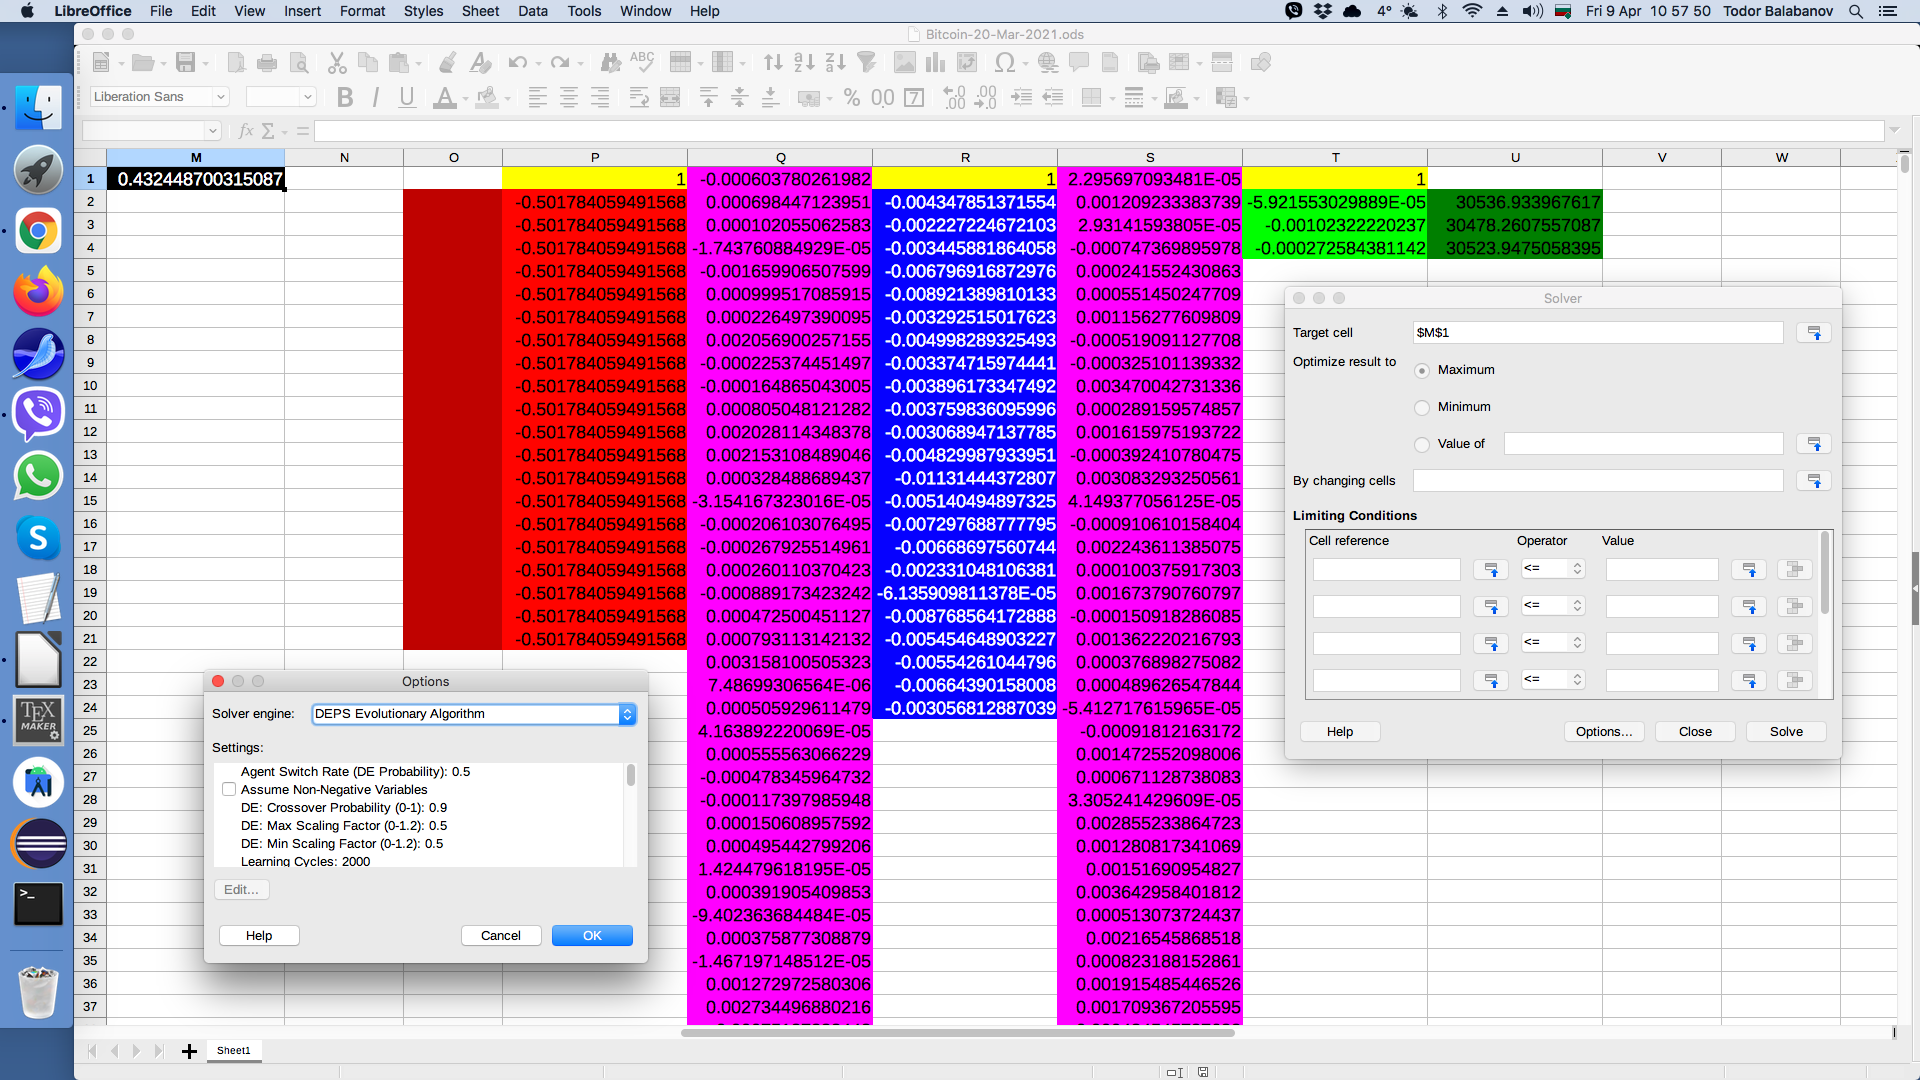 LibreOffice File Edit View Insert Format Styles Sheet Data Tools Window Help 4° Fri 9 Apr 10 57 50 Todor Balabanov
Bitcoin-20-Mar-2021.ods
Liberation Sans
M N O P Q R S T U V W
1 0.432448700315087 1 -0.000603780261982 1 2.295697093481E-05 1
2 -0.501784059491568 0.000698447123951 -0.004347851371554 0.001209233383739 -5.921553029889E-05 30536.933967617
3 -0.501784059491568 0.000102055062583 -0.002227224672103 2.93141593805E-05 -0.00102322220237 30478.2607557087
4 -0.501784059491568 -1.743760884929E-05 -0.003445881864058 -0.000747369895978 -0.000272584381142 30523.9475058395
5 -0.501784059491568 -0.001659906507599 -0.006796916872976 0.000241552430863
6 -0.501784059491568 0.000999517085915 -0.008921389810133 0.000551450247709
7 -0.501784059491568 0.000226497390095 -0.003292515017623 0.001156277609809
8 -0.501784059491568 0.002056900257155 -0.004998289325493 -0.000519091127708
9 -0.501784059491568 -0.000225374451497 -0.003374715974441 -0.000325101139332
10 -0.501784059491568 -0.000164865043005 -0.003896173347492 0.003470042731336
11 -0.501784059491568 0.000805048121282 -0.003759836095996 0.000289159574857
12 -0.501784059491568 0.002028114348378 -0.003068947137785 0.001615975193722
13 -0.501784059491568 0.002153108489046 -0.004829987933951 -0.000392410780475
14 -0.501784059491568 0.000328488689437 -0.01131444372807 0.003083293250561
15 -0.501784059491568 -3.154167323016E-05 -0.005140494897325 4.149377056125E-05
16 -0.501784059491568 -0.000206103076495 -0.007297688777795 -0.000910610158404
17 -0.501784059491568 -0.000267925514961 -0.00668697560744 0.002243611385075
18 -0.501784059491568 0.000260110370423 -0.002331048106381 0.000100375917303
19 -0.501784059491568 -0.000889173423242 -6.135909811378E-05 0.001673790760797
20 -0.501784059491568 0.000472500451127 -0.008768564172888 -0.000150918286085
21 -0.501784059491568 0.000793113142132 -0.005454648903227 0.001362220216793
22 0.003158100505323 -0.00554261044796 0.000376898275082
23 7.48699306564E-06 -0.00664390158008 0.000489626547844
24 0.000505929611479 -0.003056812887039 -5.412717615965E-05
25 4.163892220069E-05 -0.00091812163172
26 0.000555563066229 0.001472552098006
27 -0.000478345964732 0.000671128738083
28 -0.000117397985948 3.305241429609E-05
29 0.000150608957592 0.002855233864723
30 0.000495442799206 0.001280817341069
31 1.4244796181​95E-05 0.00151690954827
32 0.000391905409853 0.003642958401812
33 -9.402363684484E-05 0.000513073724437
34 0.000375877308879 0.00216545868518
35 -1.467197148512E-05 0.000823188152861
36 0.001272972580306 0.001915485446526
37 0.002734496880216 0.001709367205595
Solver
Target cell $M$1
Optimize result to Maximum
Minimum
Value of
By changing cells
Limiting Conditions
Cell reference Operator Value
<=
<=
<=
<=
Help Options... Close Solve
Options
Solver engine: DEPS Evolutionary Algorithm
Settings:
Agent Switch Rate (DE Probability): 0.5
Assume Non-Negative Variables
DE: Crossover Probability (0-1): 0.9
DE: Max Scaling Factor (0-1.2): 0.5
DE: Min Scaling Factor (0-1.2): 0.5
Learning Cycles: 2000
Edit...
Help Cancel OK
Sheet1